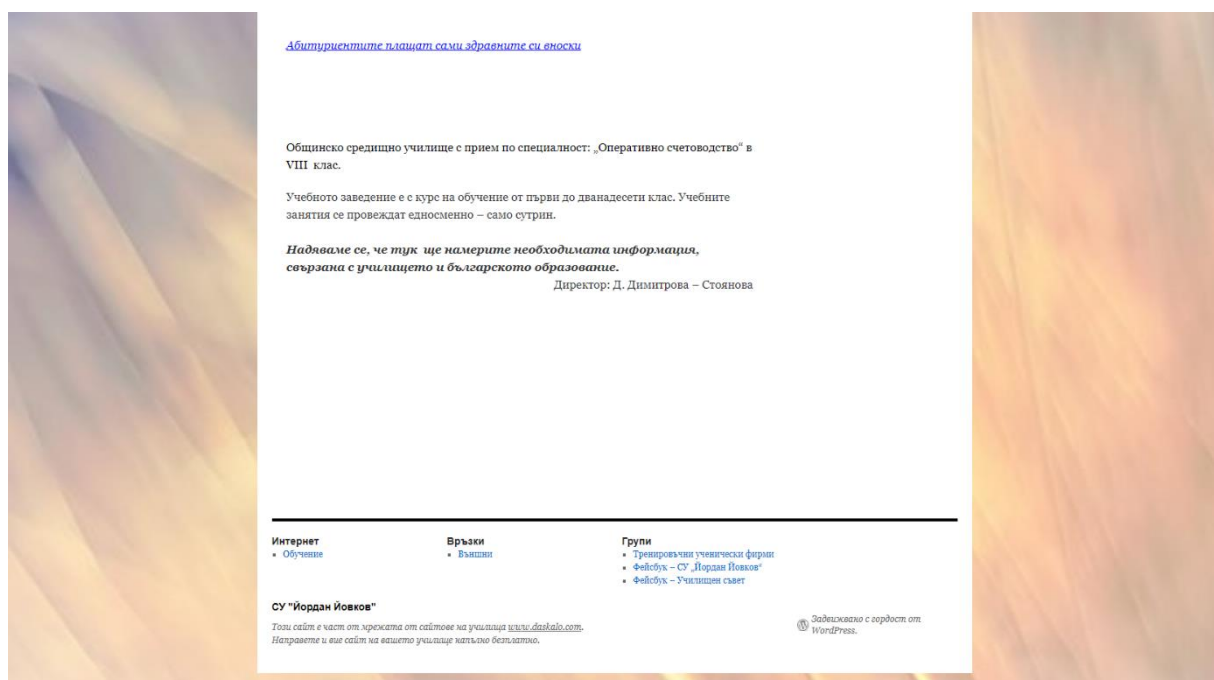 Абитуриентите плащат сами здравните си вноски
Общинско средищно училище с прием по специалност: „Оперативно счетоводство“ в
VIII клас.
Учебното заведение е с курс на обучение от първи до дванадесети клас. Учебните
занятия се провеждат едносменно – само сутрин.
Надяваме се, че тук ще намерите необходимата информация,
свързана с училището и българското образование.
Директор: Д. Димитрова – Стоянова
Интернет
Обучение
Връзки
Външни
Групи
Тренировъчни ученически фирми
Фейсбук – СУ „Йордан Йовков“
Фейсбук – Училищен съвет
СУ "Йордан Йовков"
Този сайт е част от мрежата от сайтове на училища www.daskalo.com.
Направете и вие сайт на вашето училище напълно безплатно.
Задвижвано с гордост от
WordPress.